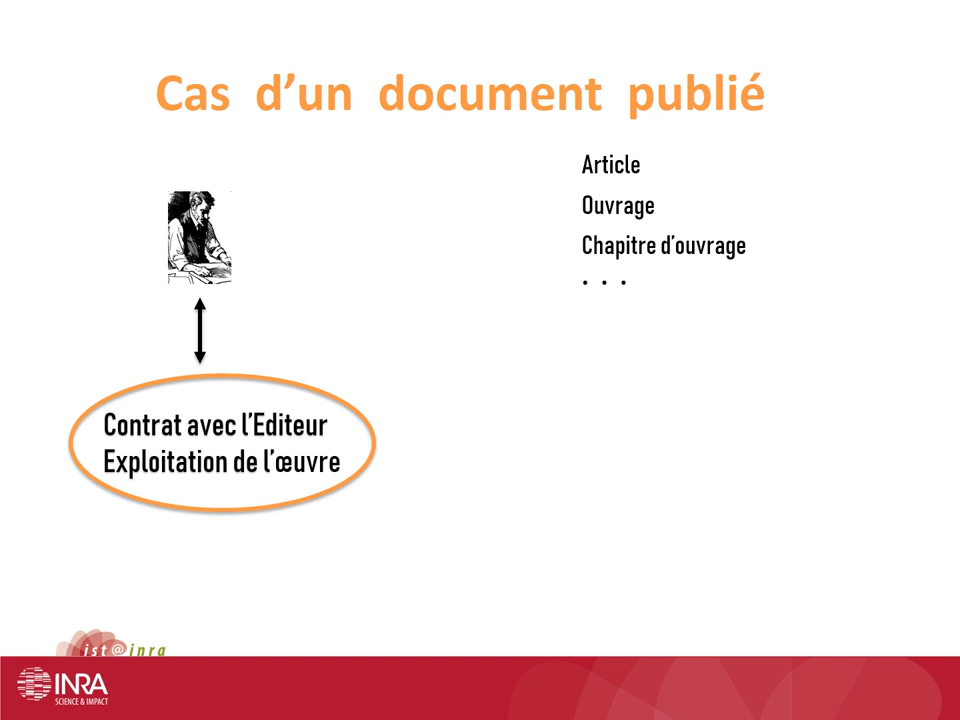 Cas d’un document publié
Article
Ouvrage
Chapitre d’ouvrage
. . .
Contrat avec l’Editeur
Exploitation de l’œuvre
ist@inra
INRA
SCIENCE & IMPACT